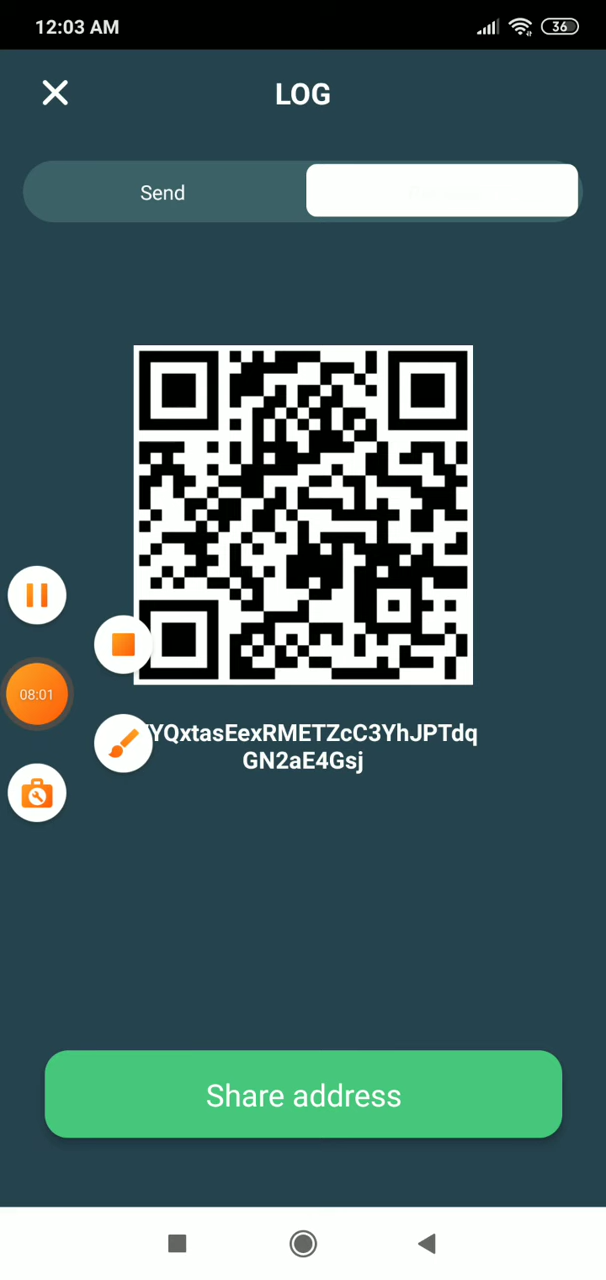 12:03 AM
36
LOG
Send
08:01
YQxtasEexRMETZcC3YhJPTdq
GN2aE4Gsj
Share address